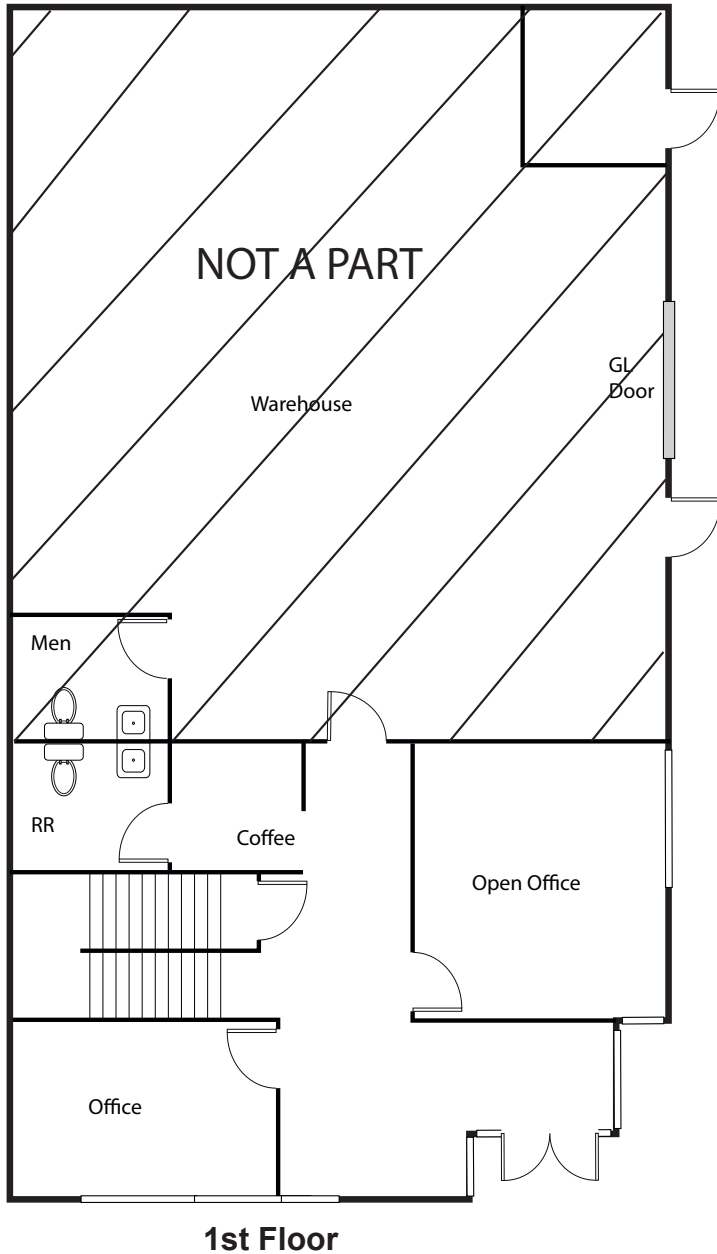 NOT A PART
GL
Door
Warehouse
Men
RR
Coffee
Open Office
Office
1st Floor